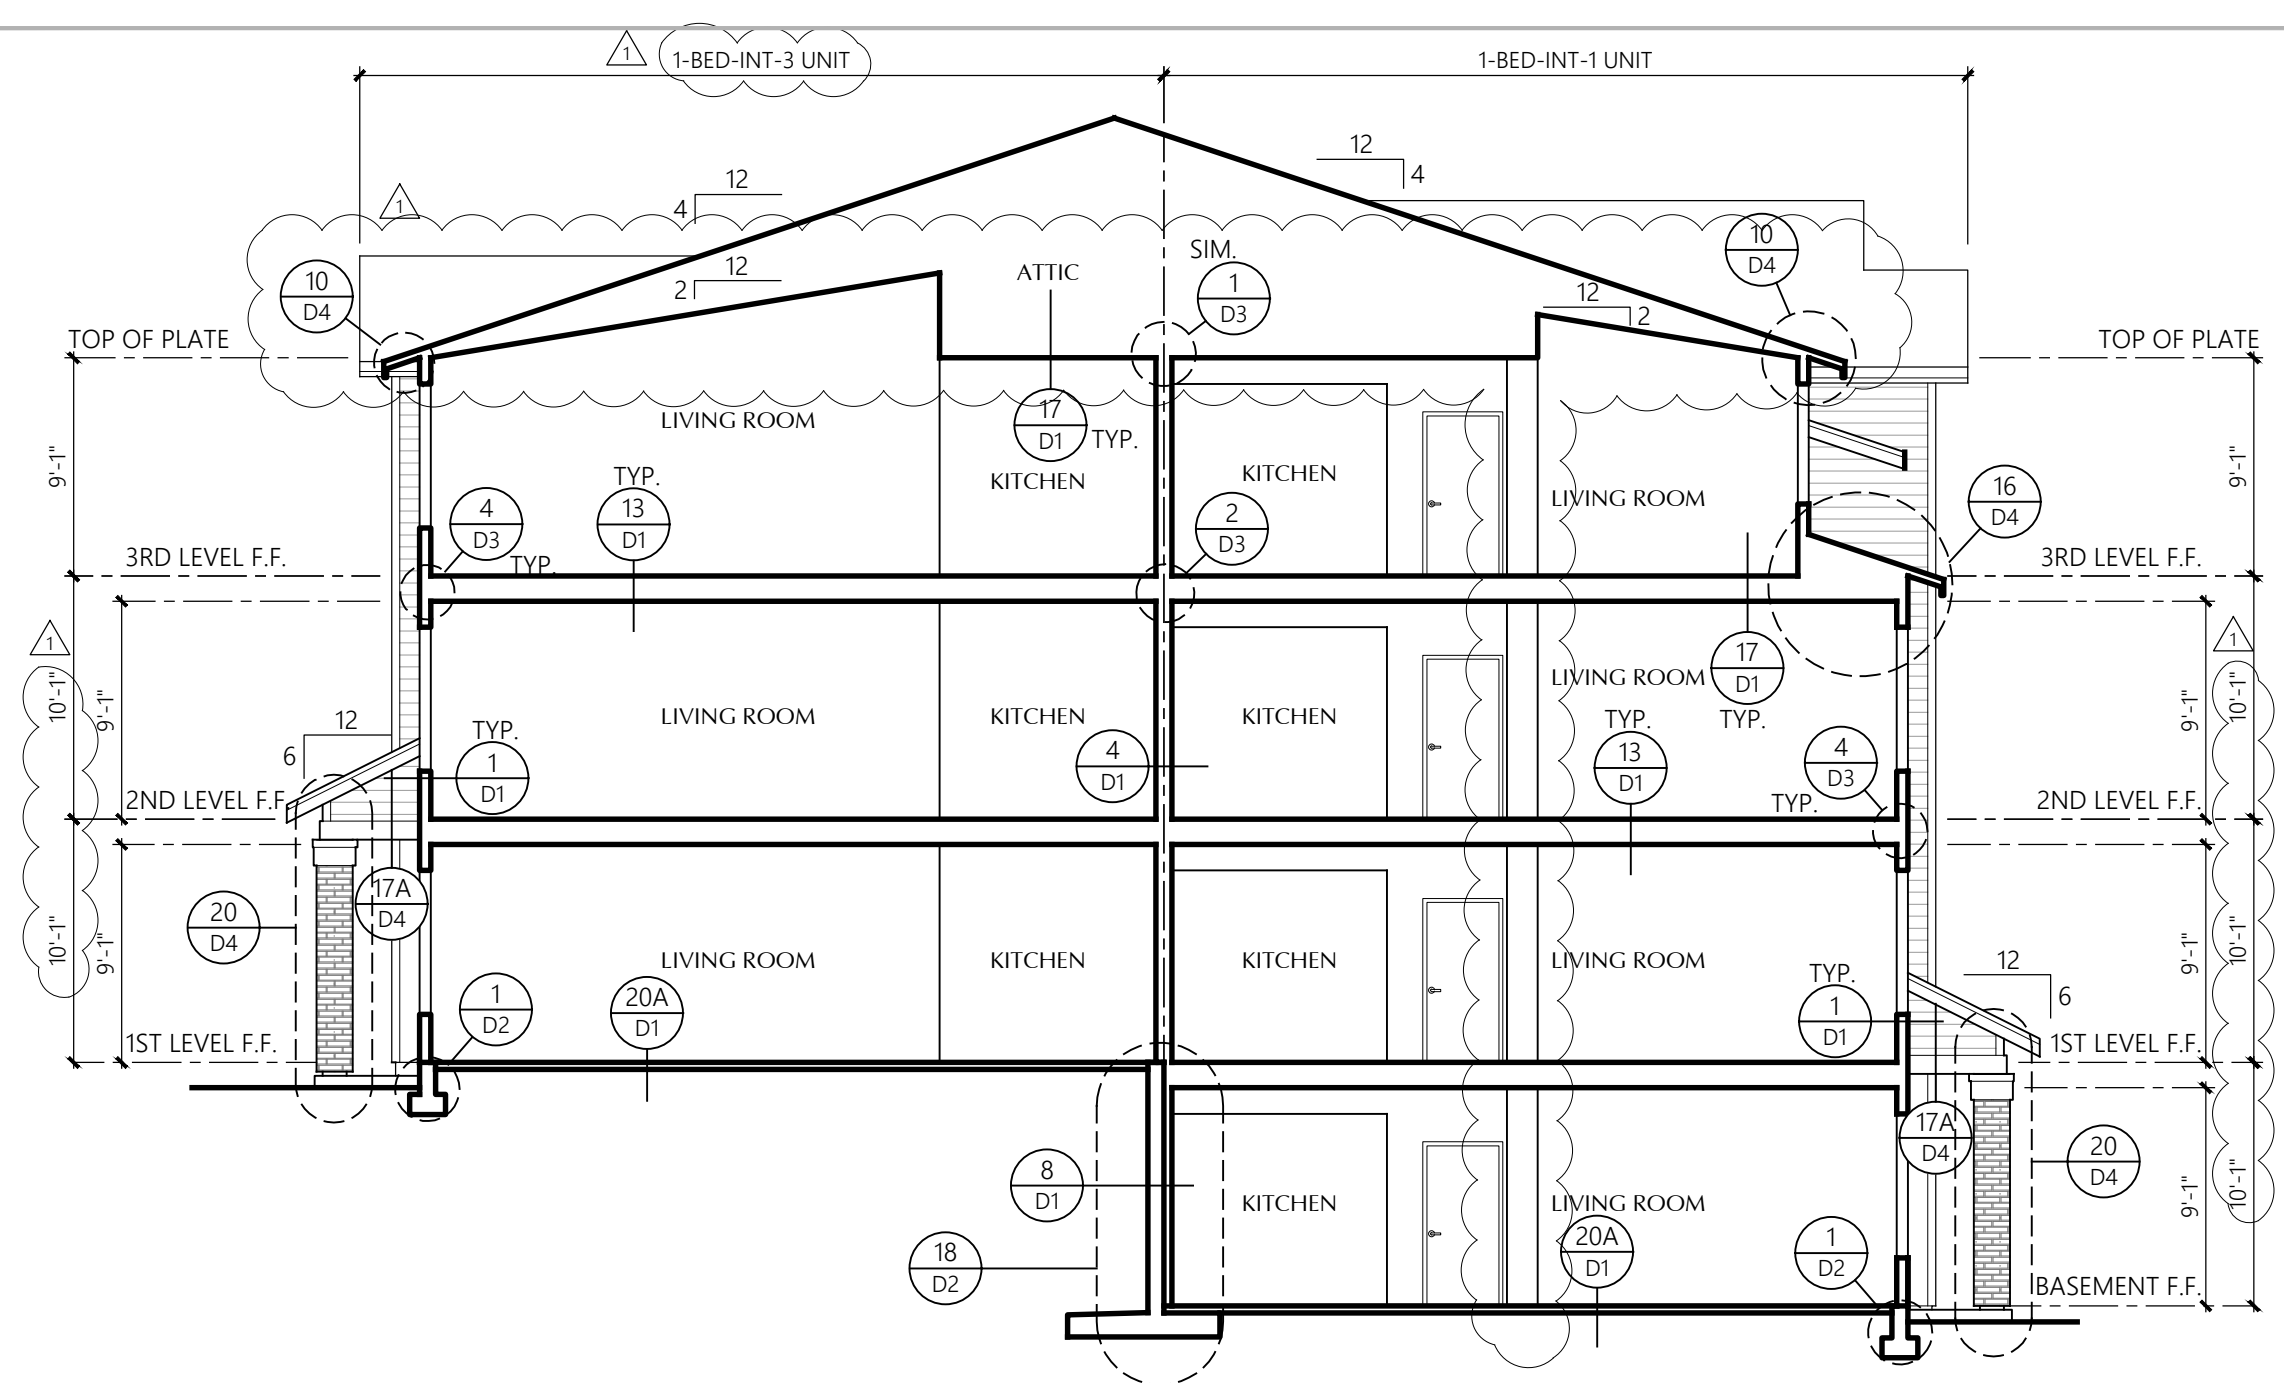 1
1-BED-INT-3 UNIT
1-BED-INT-1 UNIT
12
4
12
4
1
10
D4
12
2
ATTIC
SIM.
1
D3
10
D4
12
2
TOP OF PLATE
TOP OF PLATE
LIVING ROOM
17
D1
TYP.
9'-1"
9'-1"
TYP.
13
D1
KITCHEN
KITCHEN
LIVING ROOM
4
D3
TYP.
2
D3
16
D4
3RD LEVEL F.F.
3RD LEVEL F.F.
1
1
10'-1"
9'-1"
LIVING ROOM
KITCHEN
KITCHEN
LIVING ROOM
17
D1
TYP.
9'-1"
10'-1"
12
6
TYP.
1
D1
4
D1
TYP.
13
D1
4
D3
TYP.
2ND LEVEL F.F.
2ND LEVEL F.F.
17A
D4
20
D4
10'-1"
9'-1"
LIVING ROOM
KITCHEN
KITCHEN
LIVING ROOM
9'-1"
10'-1"
1
D2
20A
D1
TYP.
1
D1
12
6
1ST LEVEL F.F.
1ST LEVEL F.F.
17A
D4
20
D4
8
D1
KITCHEN
LIVING ROOM
9'-1"
10'-1"
18
D2
20A
D1
1
D2
BASEMENT F.F.